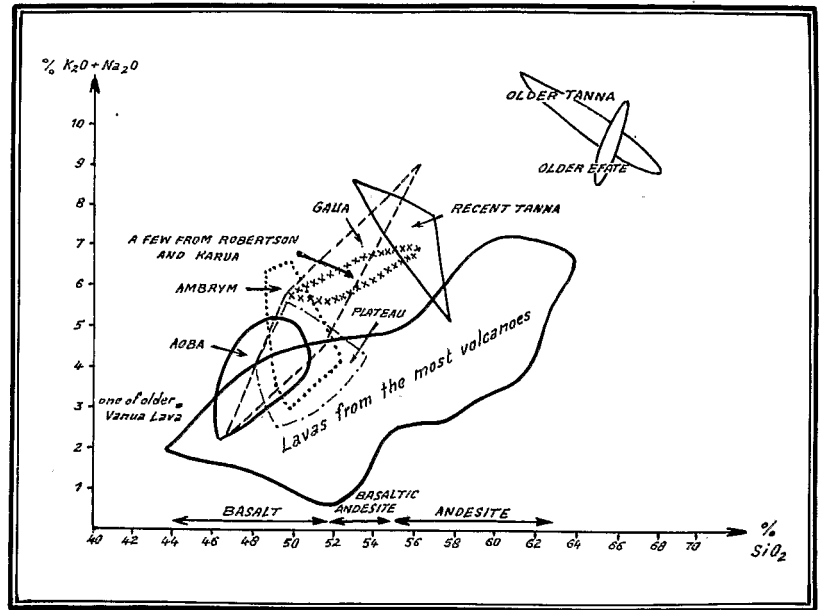 % K₂O + Na₂O
10
9
8
7
6
5
4
3
2
1
OLDER TANNA
OLDER EFATE
GAUA
RECENT TANNA
A FEW FROM ROBERTSON
AND KARUA
AMBRYM
PLATEAU
AOBA
one of older
Vanua Lava
Lavas from the most volcanoes
BASALT
BASALTIC
ANDESITE
ANDESITE
40 42 44 46 48 50 52 54 56 58 60 62 64 66 68 70
%
SiO₂